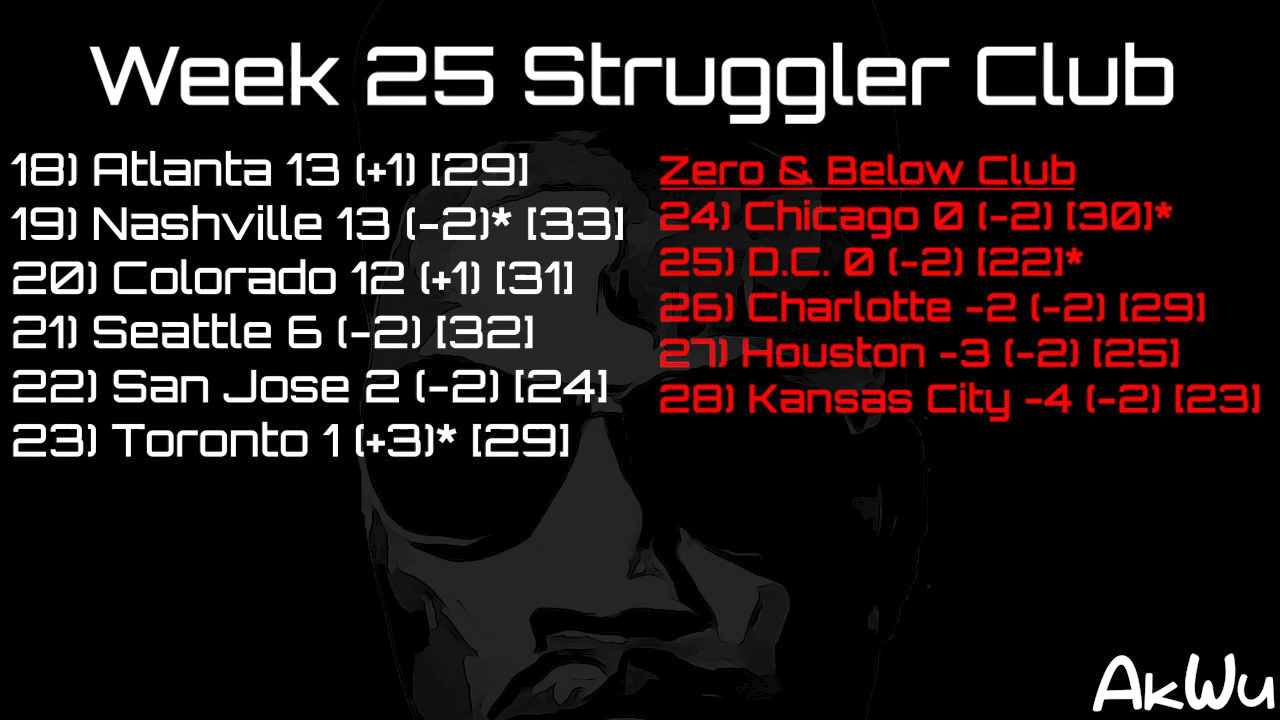 Week 25 Struggler Club
18) Atlanta 13 (+1) [29]
19) Nashville 13 (-2)* [33]
20) Colorado 12 (+1) [31]
21) Seattle 6 (-2) [32]
22) San Jose 2 (-2) [24]
23) Toronto 1 (+3)* [29]
Zero & Below Club
24) Chicago 0 (-2) [30]*
25) D.C. 0 (-2) [22]*
26) Charlotte -2 (-2) [29]
27) Houston -3 (-2) [25]
28) Kansas City -4 (-2) [23]
AkWu